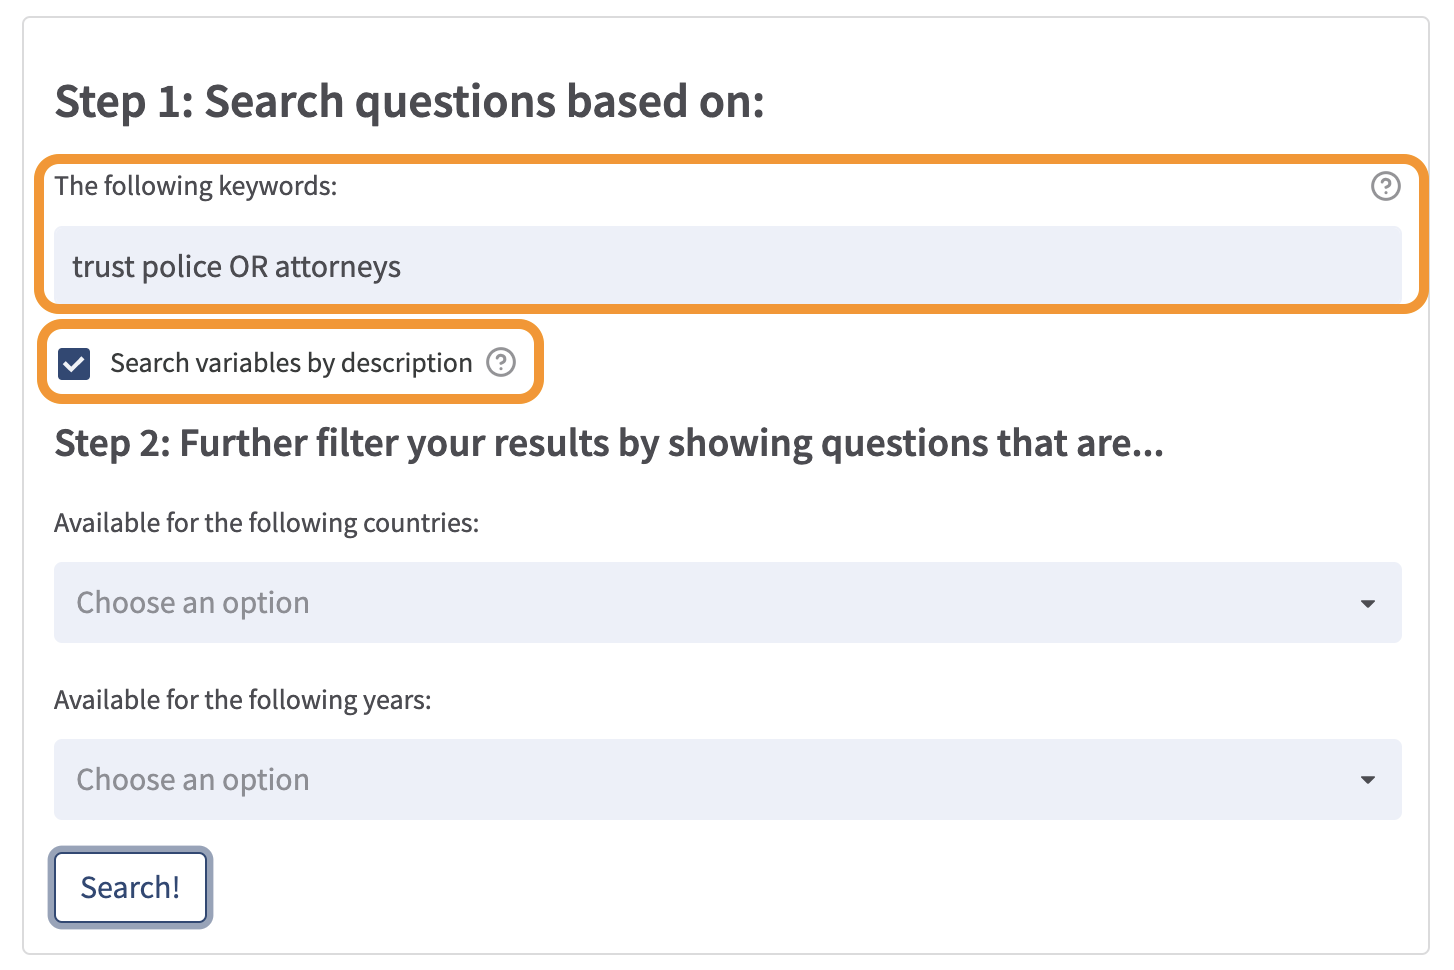 Step 1: Search questions based on:
The following keywords:
?
trust police OR attorneys
Search variables by description ?
Step 2: Further filter your results by showing questions that are...
Available for the following countries:
Choose an option
Available for the following years:
Choose an option
Search!